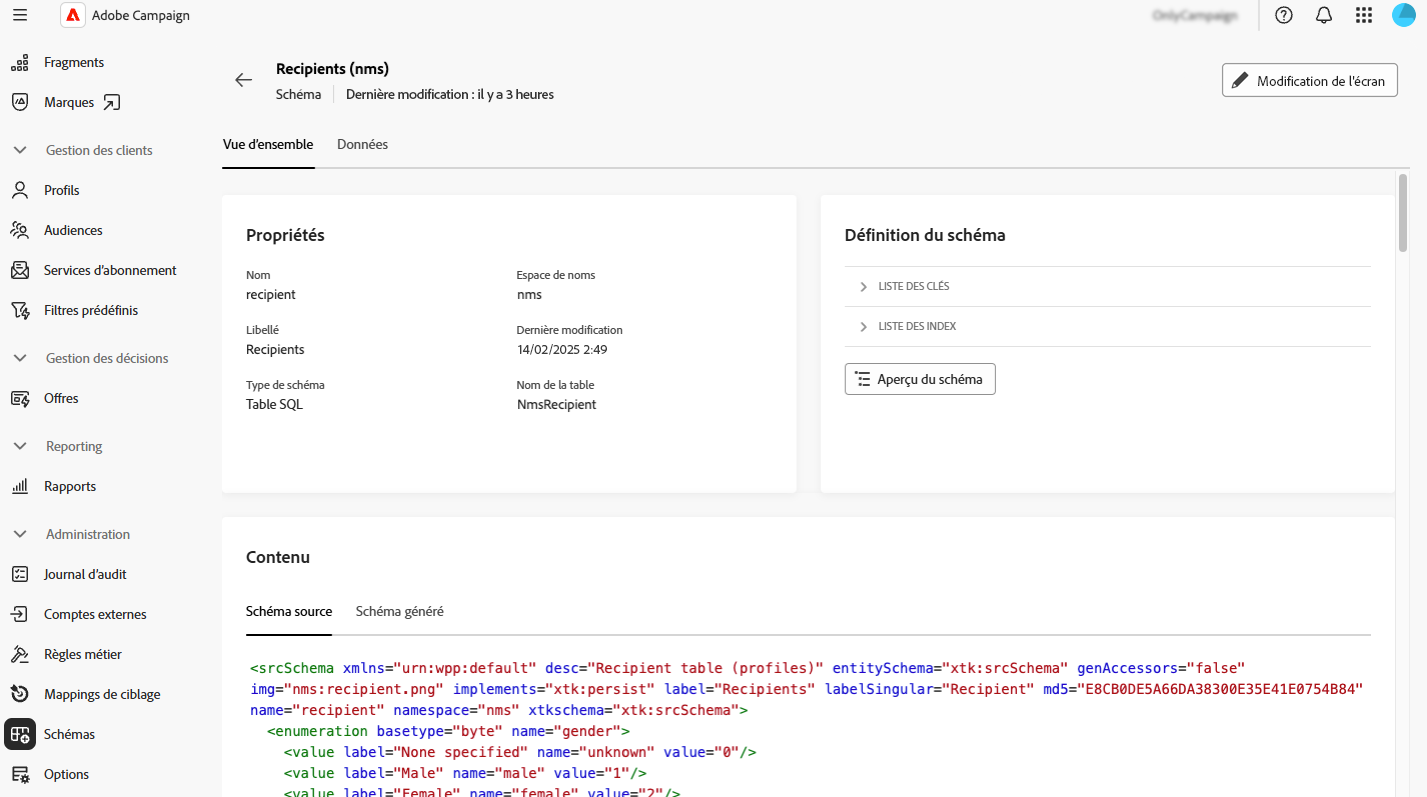 Adobe Campaign
Fragments
Marques
Gestion des clients
Profils
Audiences
Services d'abonnement
Filtres prédéfinis
Gestion des décisions
Offres
Reporting
Rapports
Administration
Journal d'audit
Comptes externes
Règles métier
Mappings de ciblage
Schémas
Options
Recipients (nms)
Schéma
Dernière modification : il y a 3 heures
Modification de l'écran
Vue d'ensemble
Données
Propriétés
Nom
recipient
Espace de noms
nms
Libellé
Recipients
Dernière modification
14/02/2025 2:49
Type de schéma
Table SQL
Nom de la table
NmsRecipient
Définition du schéma
LISTE DES CLÉS
LISTE DES INDEX
Aperçu du schéma
Contenu
Schéma source
Schéma généré
<srcSchema xmlns="urn:wpp:default" desc="Recipient table (profiles)" entitySchema="xtk:srcSchema" genAccessors="false"
img="nms:recipient.png" implements="xtk:persist" label="Recipients" labelSingular="Recipient" md5="E8CB0DE5A66DA38300E35E41E0754B84"
name="recipient" namespace="nms" xtkschema="xtk:srcSchema">
<enumeration basetype="byte" name="gender">
<value label="None specified" name="unknown" value="0"/>
<value label="Male" name="male" value="1"/>
<value label="Female" name="female" value="2"/>